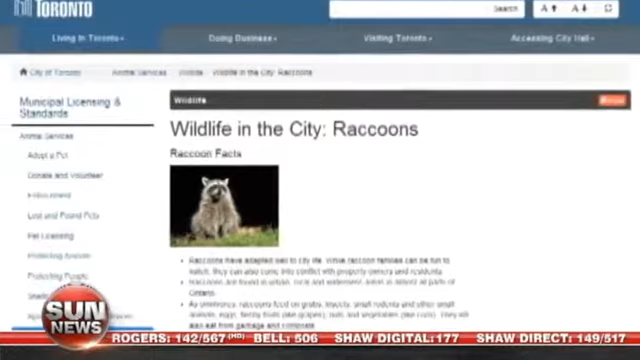 TORONTO
Search A A
Living In Toronto Doing Business Visiting Toronto Accessing City Hall
City of Toronto Animal Services Wildlife Wildlife in the City: Raccoons
Municipal Licensing &
Standards
Wildlife
Wildlife in the City: Raccoons
Animal Services
Raccoon Facts
Adopt a Pet
Donate and Volunteer
Lost and Found Pets
Pet Licensing
Protecting People
Raccoons have adapted well to city life. While raccoon families can be fun to
watch, they can also come into conflict with property owners and residents.
Raccoons are found in urban, rural and wilderness areas in almost all parts of
Ontario.
As omnivores, raccoons feed on grubs, insects, small rodents and other small
animals, eggs, fruits and vegetables They will
also eat from garbage and compost.
SUN
NEWS
ROGERS: 142/567 (HD) BELL: 506 SHAW DIGITAL: 177 SHAW DIRECT: 149/517